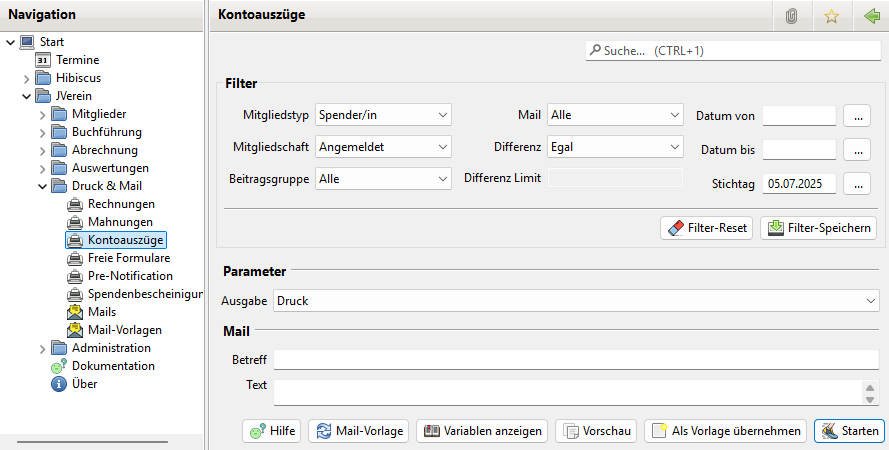 Navigation
Start
31 Termine
Hibiscus
JVerein
Mitglieder
Buchführung
Abrechnung
Auswertungen
Druck & Mail
Rechnungen
Mahnungen
Kontoauszüge
Freie Formulare
Pre-Notification
Spendenbescheinigun
Mails
Mail-Vorlagen
Administration
Dokumentation
Über
Kontoauszüge
Suche... (CTRL+1)
Filter
Mitgliedstyp Spender/in Mail Alle Datum von ...
Mitgliedschaft Angemeldet Differenz Egal Datum bis ...
Beitragsgruppe Alle Differenz Limit Stichtag 05.07.2025 ...
Filter-Reset Filter-Speichern
Parameter
Ausgabe Druck
Mail
Betreff
Text
Hilfe Mail-Vorlage Variablen anzeigen Vorschau Als Vorlage übernehmen Starten